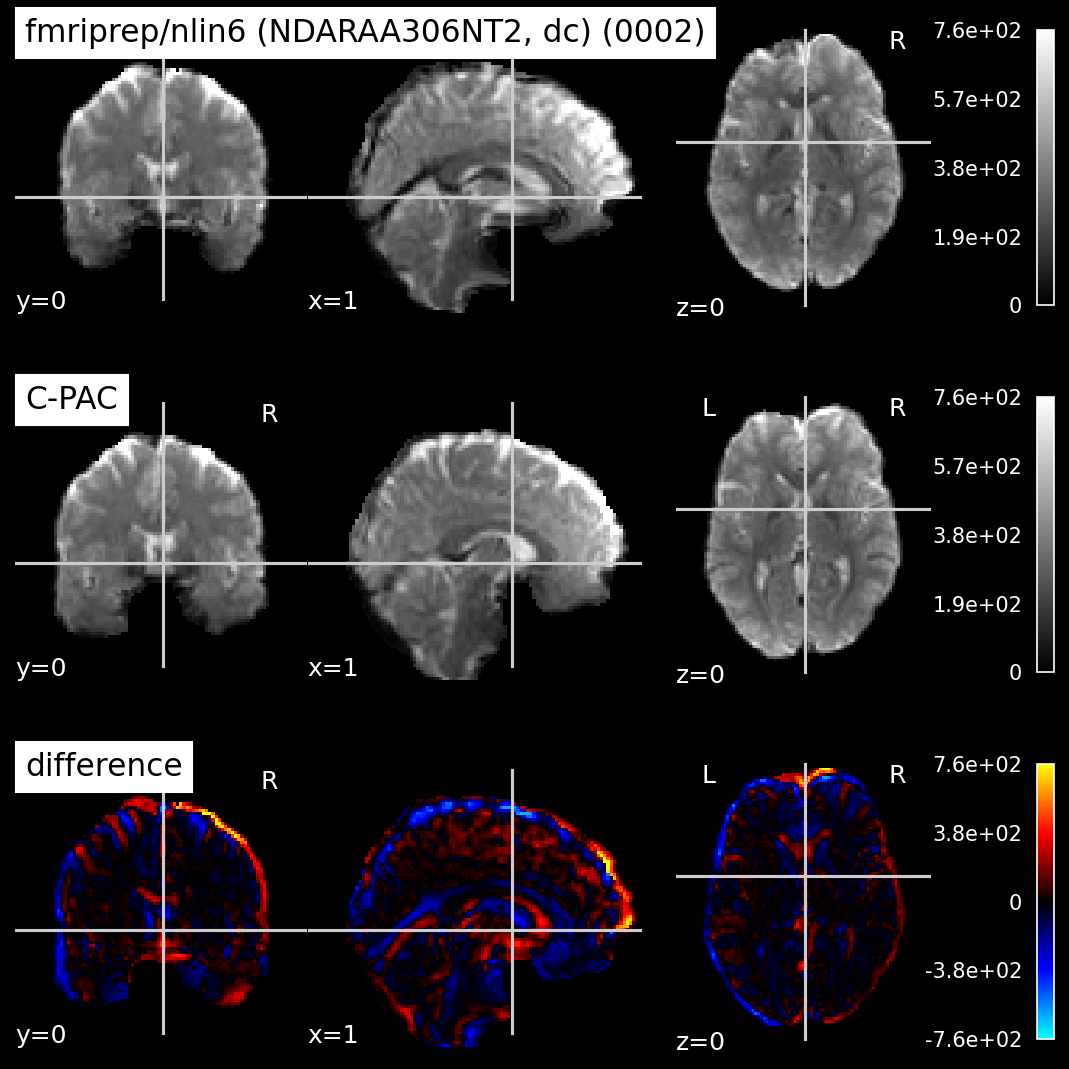 fmriprep/nlin6 (NDARAA306NT2, dc) (0002)
R
7.6e+02
5.7e+02
3.8e+02
1.9e+02
0
y=0
x=1
z=0
C-PAC
R
L
R
7.6e+02
5.7e+02
3.8e+02
1.9e+02
0
y=0
x=1
z=0
difference
R
L
R
7.6e+02
3.8e+02
0
-3.8e+02
-7.6e+02
y=0
x=1
z=0